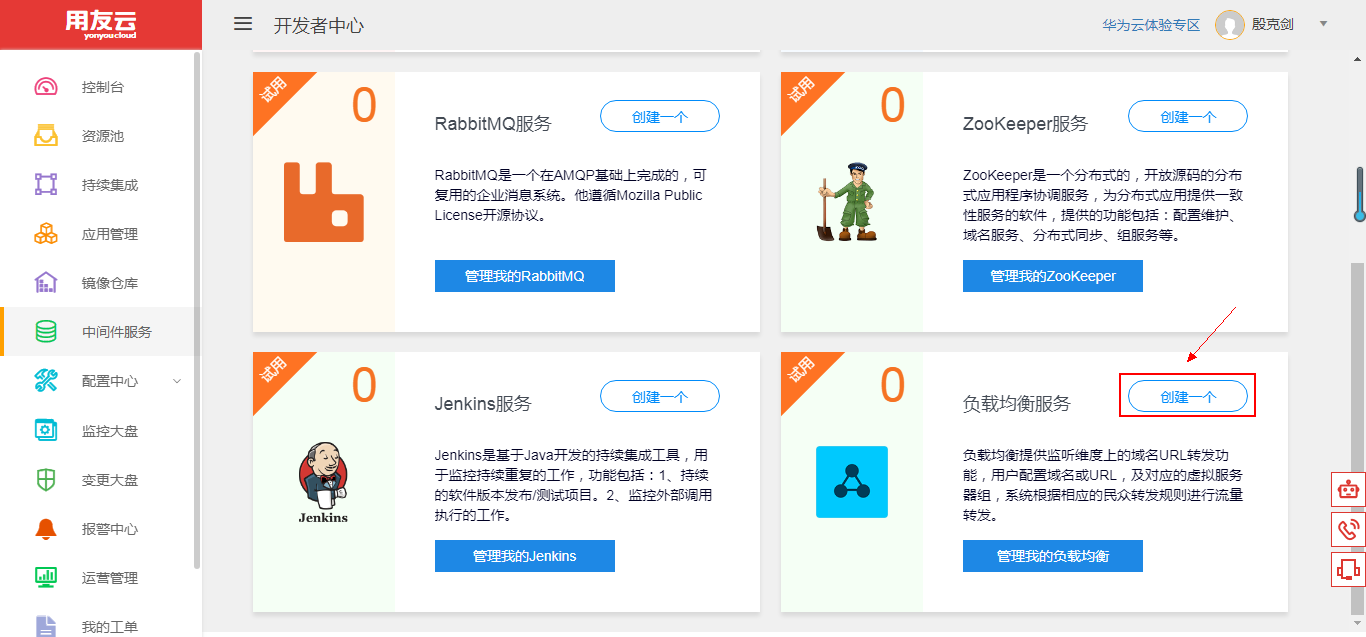 用友云
yonyoucloud
开发者中心
华为云体验专区
殷克剑
控制台
资源池
持续集成
应用管理
镜像仓库
中间件服务
配置中心
监控大盘
变更大盘
报警中心
运营管理
我的工单
试用
0
RabbitMQ服务
创建一个
RabbitMQ是一个在AMQP基础上完成的，可
复用的企业消息系统。他遵循Mozilla Public
License开源协议。
管理我的RabbitMQ
试用
0
ZooKeeper服务
创建一个
ZooKeeper是一个分布式的，开放源码的分布
式应用程序协调服务，为分布式应用提供一致
性服务的软件，提供的功能包括：配置维护、
域名服务、分布式同步、组服务等。
管理我的ZooKeeper
试用
0
Jenkins
Jenkins服务
创建一个
Jenkins是基于Java开发的持续集成工具，用
于监控持续重复的工作，功能包括：1、持续
的软件版本发布/测试项目。2、监控外部调用
执行的工作。
管理我的Jenkins
试用
0
负载均衡服务
创建一个
负载均衡提供监听维度上的域名URL转发功
能，用户配置域名或URL，及对应的虚拟服务
器组，系统根据相应的民众转发规则进行流量
转发。
管理我的负载均衡